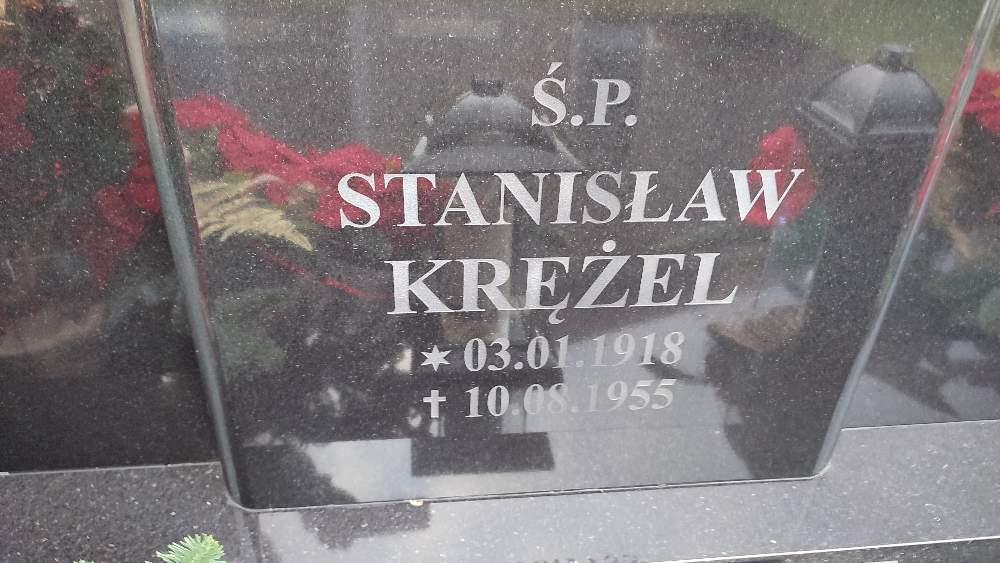 Ś.P.
STANISŁAW
KRĘŻEL
✶ 03.01.1918
✝ 10.08.1955